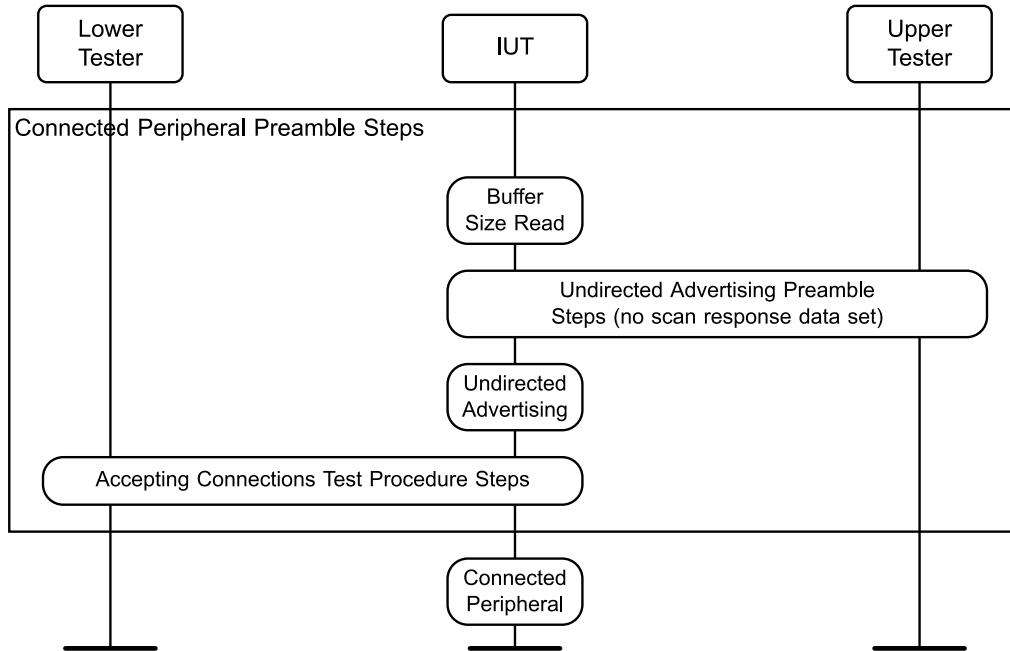 Lower
Tester
IUT
Upper
Tester
Connected Peripheral Preamble Steps
Buffer
Size Read
Undirected Advertising Preamble
Steps (no scan response data set)
Undirected
Advertising
Accepting Connections Test Procedure Steps
Connected
Peripheral